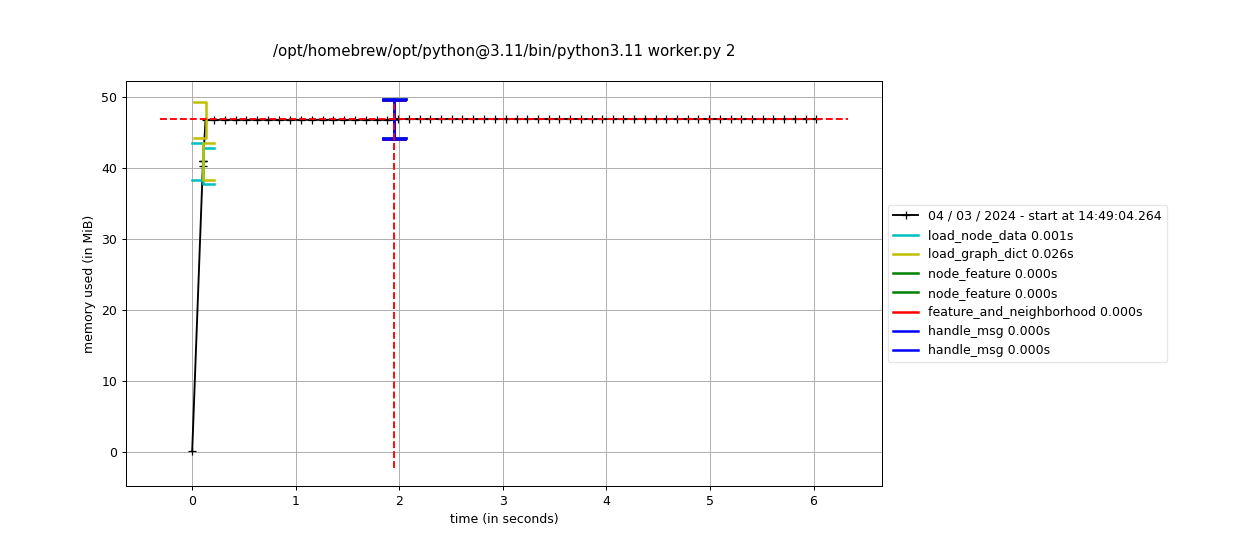 /opt/homebrew/opt/python@3.11/bin/python3.11 worker.py 2
50
40
30
20
10
0
memory used (in MiB)
0 1 2 3 4 5 6
time (in seconds)
04 / 03 / 2024 - start at 14:49:04.264
load_node_data 0.001s
load_graph_dict 0.026s
node_feature 0.000s
node_feature 0.000s
feature_and_neighborhood 0.000s
handle_msg 0.000s
handle_msg 0.000s